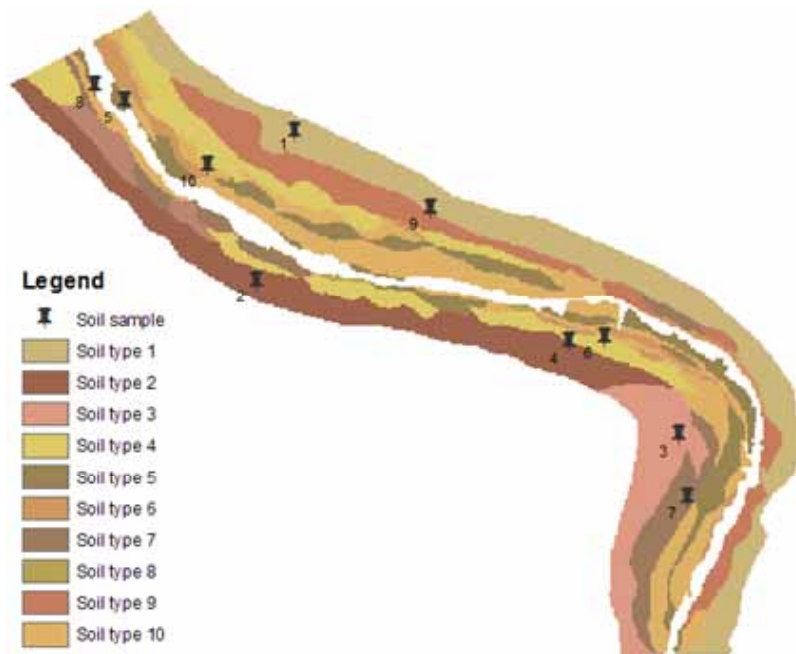 8
5
1
10
9
2
4
6
3
7
Legend
Soil sample
Soil type 1
Soil type 2
Soil type 3
Soil type 4
Soil type 5
Soil type 6
Soil type 7
Soil type 8
Soil type 9
Soil type 10